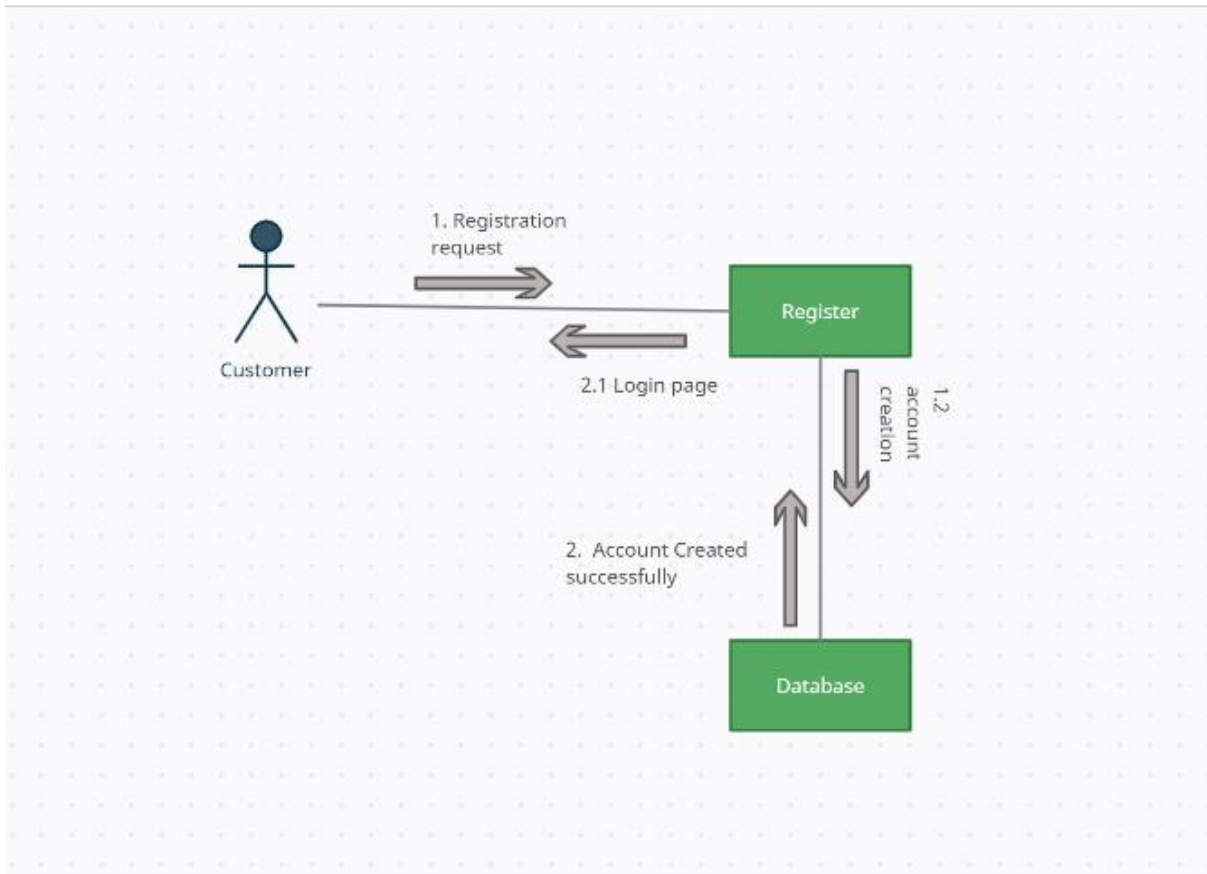 1. Registration
request
Register
Customer
2.1 Login page
1.2
account
creation
2. Account Created
successfully
Database